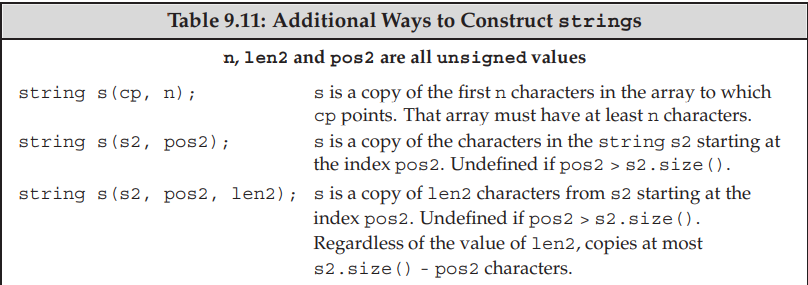 Table 9.11: Additional Ways to Construct strings
n, len2 and pos2 are all unsigned values
string s(cp, n); s is a copy of the first n characters in the array to which
cp points. That array must have at least n characters.
string s(s2, pos2); s is a copy of the characters in the string s2 starting at
the index pos2. Undefined if pos2 > s2.size().
string s(s2, pos2, len2); s is a copy of len2 characters from s2 starting at the
index pos2. Undefined if pos2 > s2.size().
Regardless of the value of len2, copies at most
s2.size() - pos2 characters.